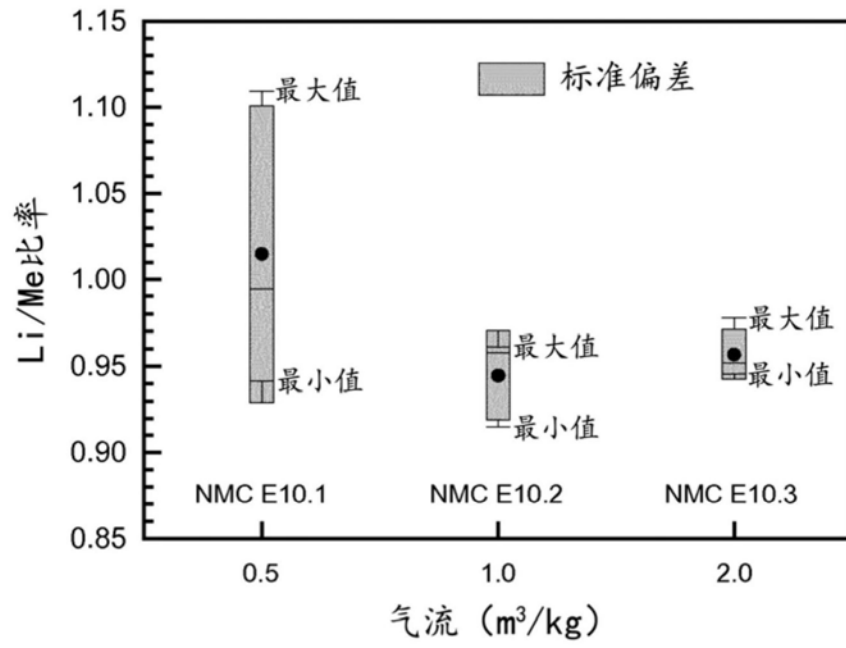 1.15
标准偏差
最大值
1.10
1.05
Li/Me比率
1.00
最大值
最大值
0.95
最小值
最小值
最小值
0.90
NMC E10.1
NMC E10.2
NMC E10.3
0.85
0.5
1.0
2.0
气流（m³/kg）